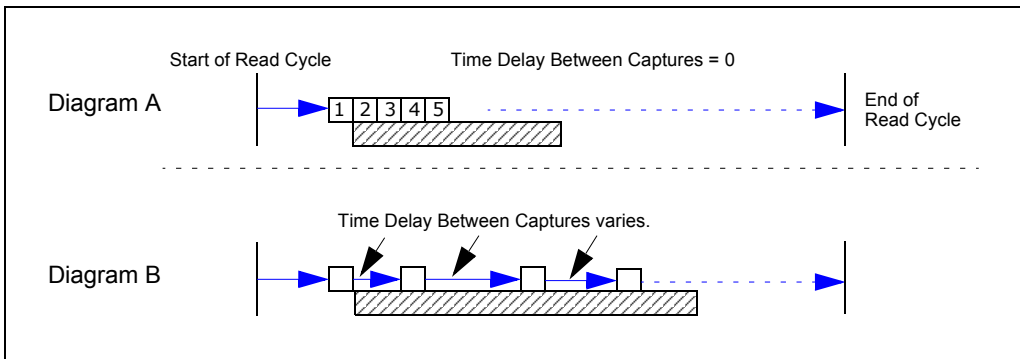 Start of Read Cycle
Time Delay Between Captures = 0
Diagram A
1 2 3 4 5
End of
Read Cycle
Time Delay Between Captures varies.
Diagram B